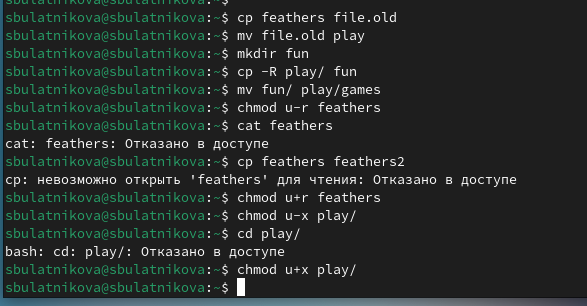 sbulatnikova@sbulatnikova:~$
sbulatnikova@sbulatnikova:~$ cp feathers file.old
sbulatnikova@sbulatnikova:~$ mv file.old play
sbulatnikova@sbulatnikova:~$ mkdir fun
sbulatnikova@sbulatnikova:~$ cp -R play/ fun
sbulatnikova@sbulatnikova:~$ mv fun/ play/games
sbulatnikova@sbulatnikova:~$ chmod u-r feathers
sbulatnikova@sbulatnikova:~$ cat feathers
cat: feathers: Отказано в доступе
sbulatnikova@sbulatnikova:~$ cp feathers feathers2
cp: невозможно открыть 'feathers' для чтения: Отказано в доступе
sbulatnikova@sbulatnikova:~$ chmod u+r feathers
sbulatnikova@sbulatnikova:~$ chmod u-x play/
sbulatnikova@sbulatnikova:~$ cd play/
bash: cd: play/: Отказано в доступе
sbulatnikova@sbulatnikova:~$ chmod u+x play/
sbulatnikova@sbulatnikova:~$